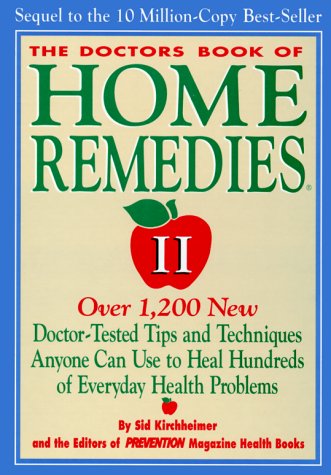 Sequel to the 10 Million-Copy Best-Seller
THE DOCTORS BOOK OF
HOME
REMEDIES®
II
Over 1,200 New
Doctor-Tested Tips and Techniques
Anyone Can Use to Heal Hundreds
of Everyday Health Problems
By Sid Kirchheimer
and the Editors of PREVENTION Magazine Health Books